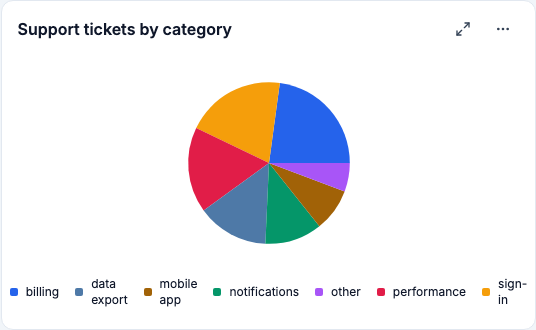 Support tickets by category
billing
data
export
mobile
app
notifications
other
performance
sign-
in